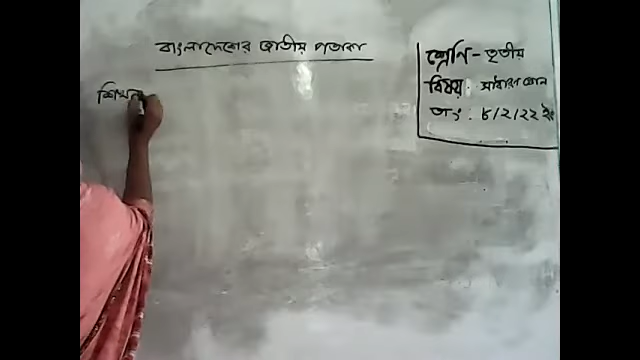 বাংলাদেশের জাতীয় পতাকা
শ্রেণি - তৃতীয়
বিষয় : সাধারণ জ্ঞান
তাং : ৮/২/২২ ইং
শিখন